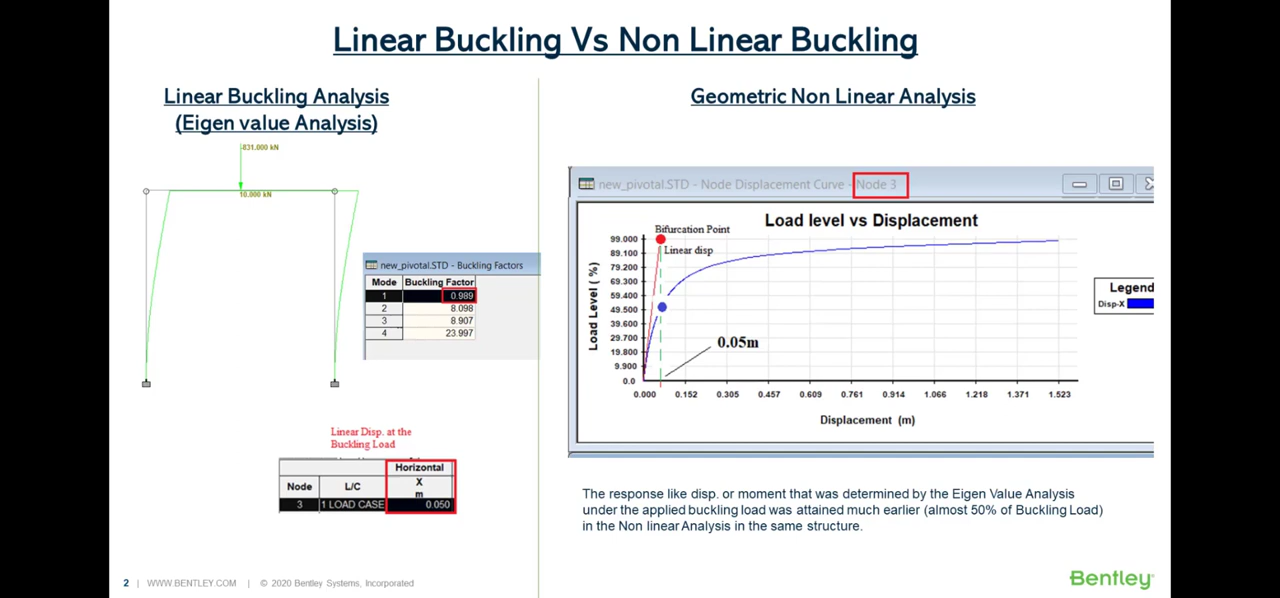 Linear Buckling Vs Non Linear Buckling
Linear Buckling Analysis
(Eigen value Analysis)
-831.000 kN
10.000 kN
new_pivotal.STD - Buckling Factors
Mode Buckling Factor
1 0.989
2 8.098
3 8.907
4 23.997
Linear Disp. at the
Buckling Load
Horizontal
Node L/C X
m
3 1 LOAD CASE 0.050
Geometric Non Linear Analysis
new_pivotal.STD - Node Displacement Curve - Node 3
Load level vs Displacement
Bifurcation Point
Linear disp
Load Level (%)
99.000
89.100
79.200
69.300
59.400
49.500
39.600
29.700
19.800
9.900
0.0
0.05m
0.000 0.152 0.305 0.457 0.609 0.761 0.914 1.066 1.218 1.371 1.523
Displacement (m)
Legend
Disp-X
The response like disp. or moment that was determined by the Eigen Value Analysis
under the applied buckling load was attained much earlier (almost 50% of Buckling Load)
in the Non linear Analysis in the same structure.
2 | WWW.BENTLEY.COM | © 2020 Bentley Systems, Incorporated
Bentley